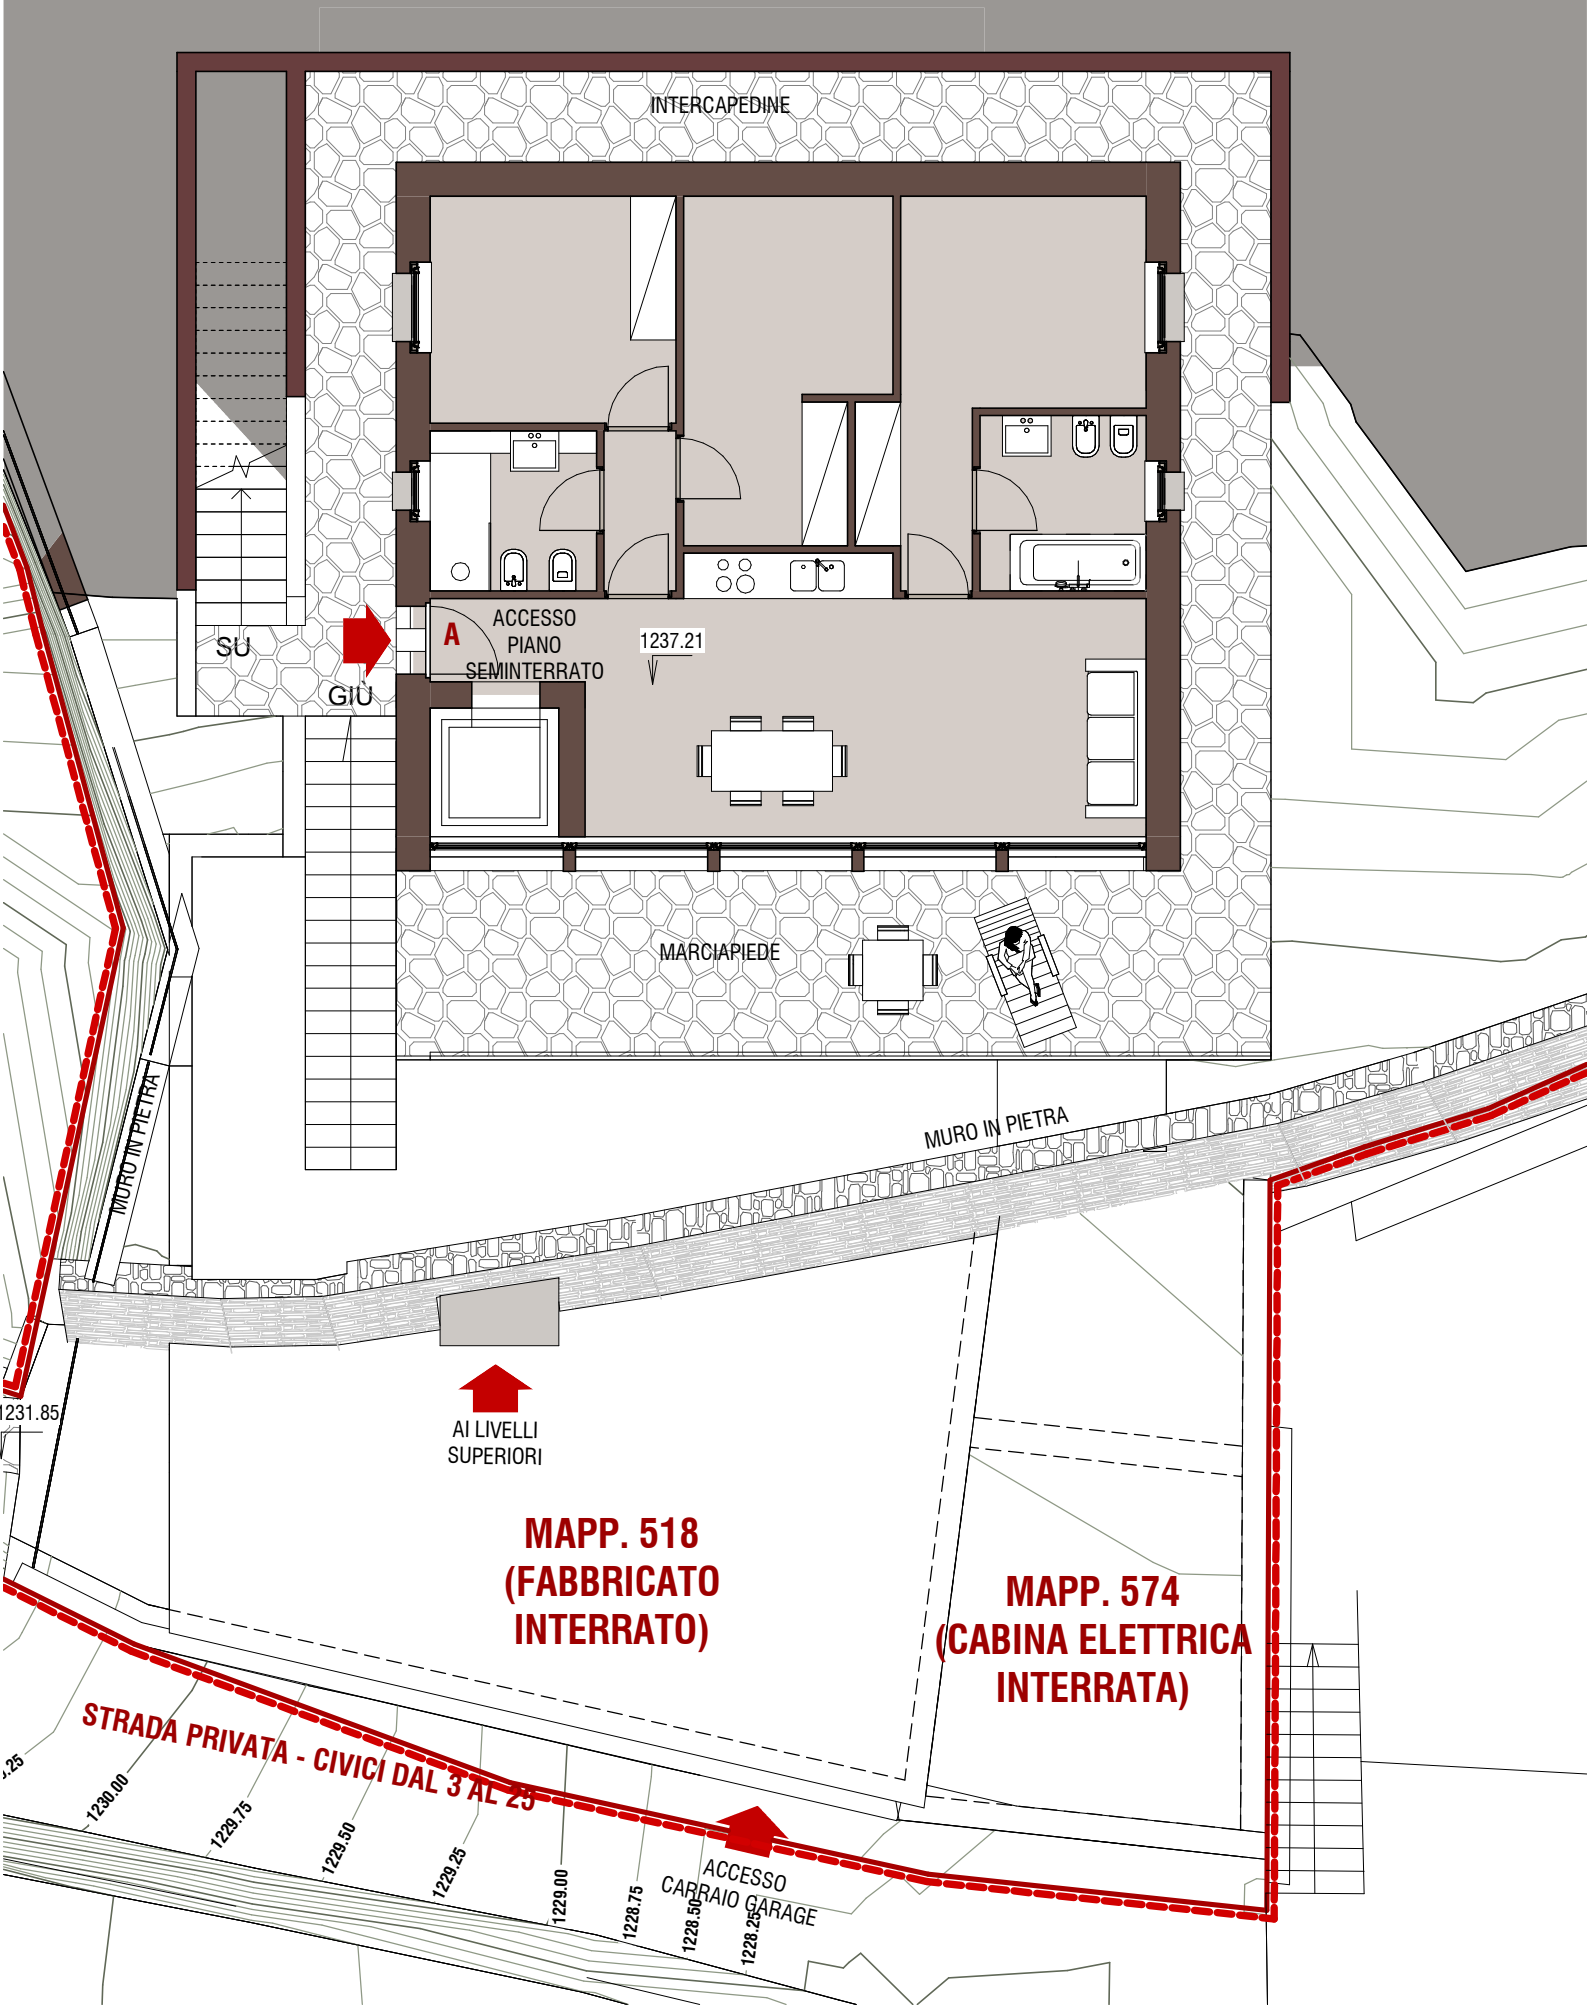 INTERCAPEDINE
ACCESSO
PIANO
SEMINTERRATO
A
1237.21
SU
GIÙ
MARCIAPIEDE
MURO IN PIETRA
MURO IN PIETRA
1231.85
AI LIVELLI
SUPERIORI
MAPP. 518
(FABBRICATO
INTERRATO)
MAPP. 574
(CABINA ELETTRICA
INTERRATA)
STRADA PRIVATA - CIVICI DAL 3 AL 25
.25
1230.00
1229.75
1229.50
1229.25
1229.00
1228.75
1228.50
1228.25
ACCESSO
CARRAIO GARAGE